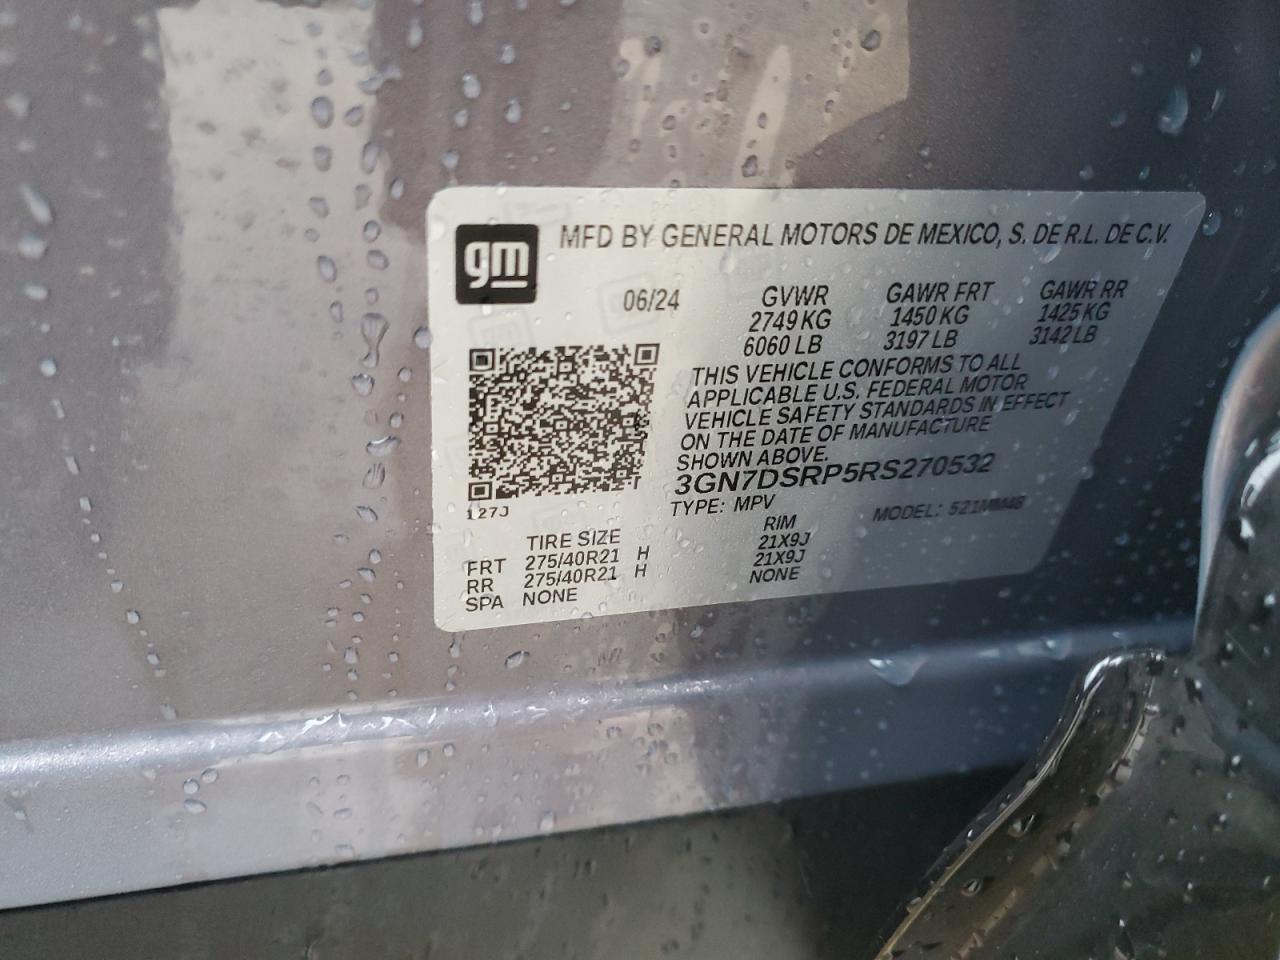 gm
MFD BY GENERAL MOTORS DE MEXICO, S. DE R.L. DE C.V.
06/24 GVWR GAWR FRT GAWR RR
2749 KG 1450 KG 1425 KG
6060 LB 3197 LB 3142 LB
THIS VEHICLE CONFORMS TO ALL
APPLICABLE U.S. FEDERAL MOTOR
VEHICLE SAFETY STANDARDS IN EFFECT
ON THE DATE OF MANUFACTURE
SHOWN ABOVE.
3GN7DSRP5RS270532
127J TYPE: MPV MODEL: 521MM46
TIRE SIZE RIM
FRT 275/40R21 H 21X9J
RR 275/40R21 H 21X9J
SPA NONE NONE